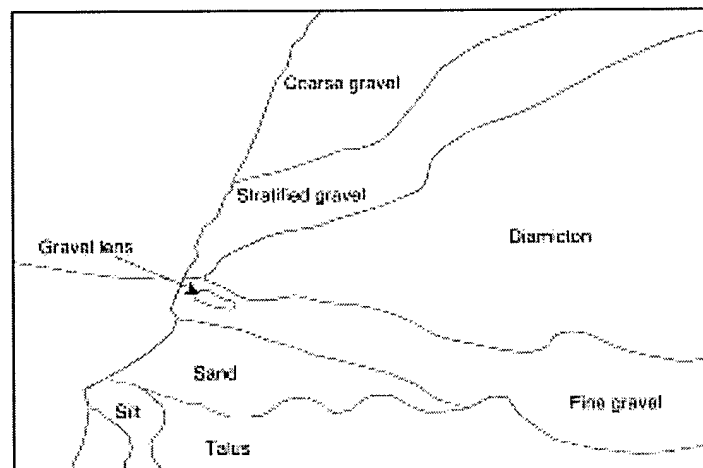 Coarse gravel
Stratified gravel
Diamicton
Gravel lens
Sand
Silt
Fine gravel
Talus